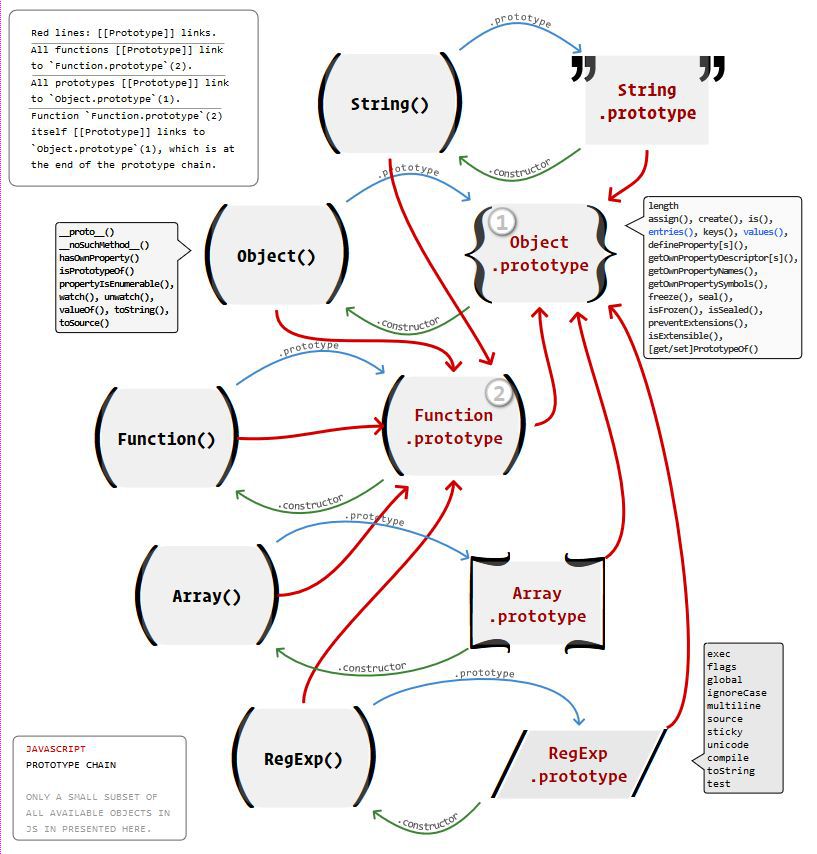 Red lines: [[Prototype]] links.
All functions [[Prototype]] link
to `Function.prototype`(2).
All prototypes [[Prototype]] link
to `Object.prototype`(1).
Function `Function.prototype`(2)
itself [[Prototype]] links to
`Object.prototype`(1), which is at
the end of the prototype chain.
.prototype
String()
String
.prototype
.constructor
.prototype
__proto__()
__noSuchMethod__()
hasOwnProperty()
isPrototypeOf()
propertyIsEnumerable(),
watch(), unwatch(),
valueOf(), toString(),
toSource()
Object()
1
Object
.prototype
.constructor
length
assign(), create(), is(),
entries(), keys(), values(),
defineProperty[s](),
getOwnPropertyDescriptor[s](),
getOwnPropertyNames(),
getOwnPropertySymbols(),
freeze(), seal(),
isFrozen(), isSealed(),
preventExtensions(),
isExtensible(),
[get/set]PrototypeOf()
.prototype
Function()
2
Function
.prototype
.constructor
.prototype
Array()
Array
.prototype
.constructor
.prototype
RegExp()
RegExp
.prototype
.constructor
exec
flags
global
ignoreCase
multiline
source
sticky
unicode
compile
toString
test
JAVASCRIPT
PROTOTYPE CHAIN
ONLY A SMALL SUBSET OF
ALL AVAILABLE OBJECTS IN
JS IN PRESENTED HERE.